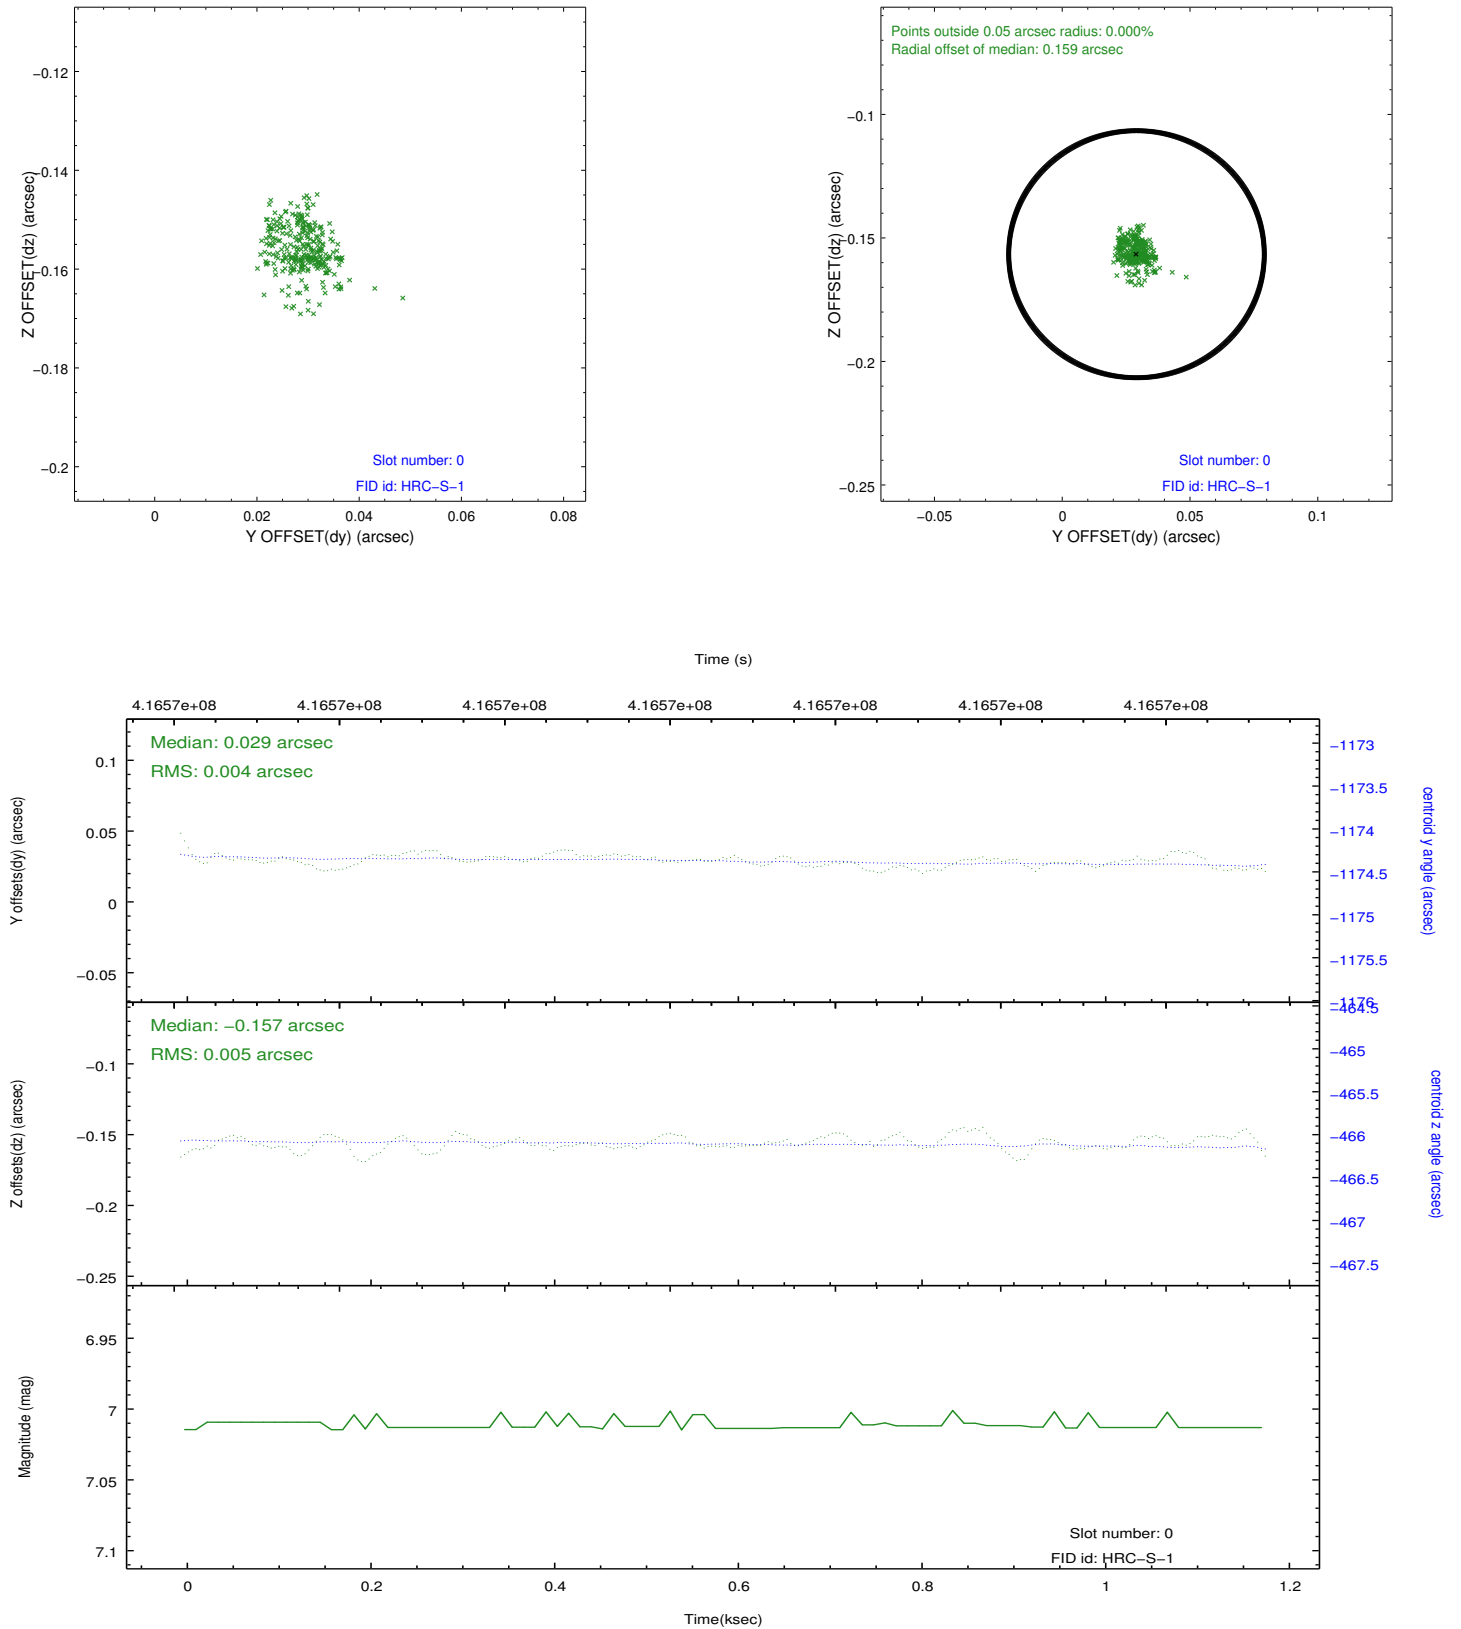 −0.12
−0.14
−0.16
−0.18
−0.2
Z OFFSET(dz) (arcsec)
Slot number: 0
FID id: HRC−S−1
0 0.02 0.04 0.06 0.08
Y OFFSET(dy) (arcsec)
Points outside 0.05 arcsec radius: 0.000%
Radial offset of median: 0.159 arcsec
−0.1
−0.15
−0.2
−0.25
Z OFFSET(dz) (arcsec)
Slot number: 0
FID id: HRC−S−1
−0.05 0 0.05 0.1
Y OFFSET(dy) (arcsec)
Time (s)
4.1657e+08 4.1657e+08 4.1657e+08 4.1657e+08 4.1657e+08 4.1657e+08 4.1657e+08
Median: 0.029 arcsec
RMS: 0.004 arcsec
0.1
0.05
0
−0.05
Y offsets(dy) (arcsec)
−1173
−1173.5
−1174
−1174.5
−1175
−1175.5
−1176
centroid y angle (arcsec)
Median: −0.157 arcsec
RMS: 0.005 arcsec
−0.1
−0.15
−0.2
−0.25
Z offsets(dz) (arcsec)
−464.5
−465
−465.5
−466
−466.5
−467
−467.5
centroid z angle (arcsec)
6.95
7
7.05
7.1
Magnitude (mag)
Slot number: 0
FID id: HRC−S−1
0 0.2 0.4 0.6 0.8 1 1.2
Time(ksec)